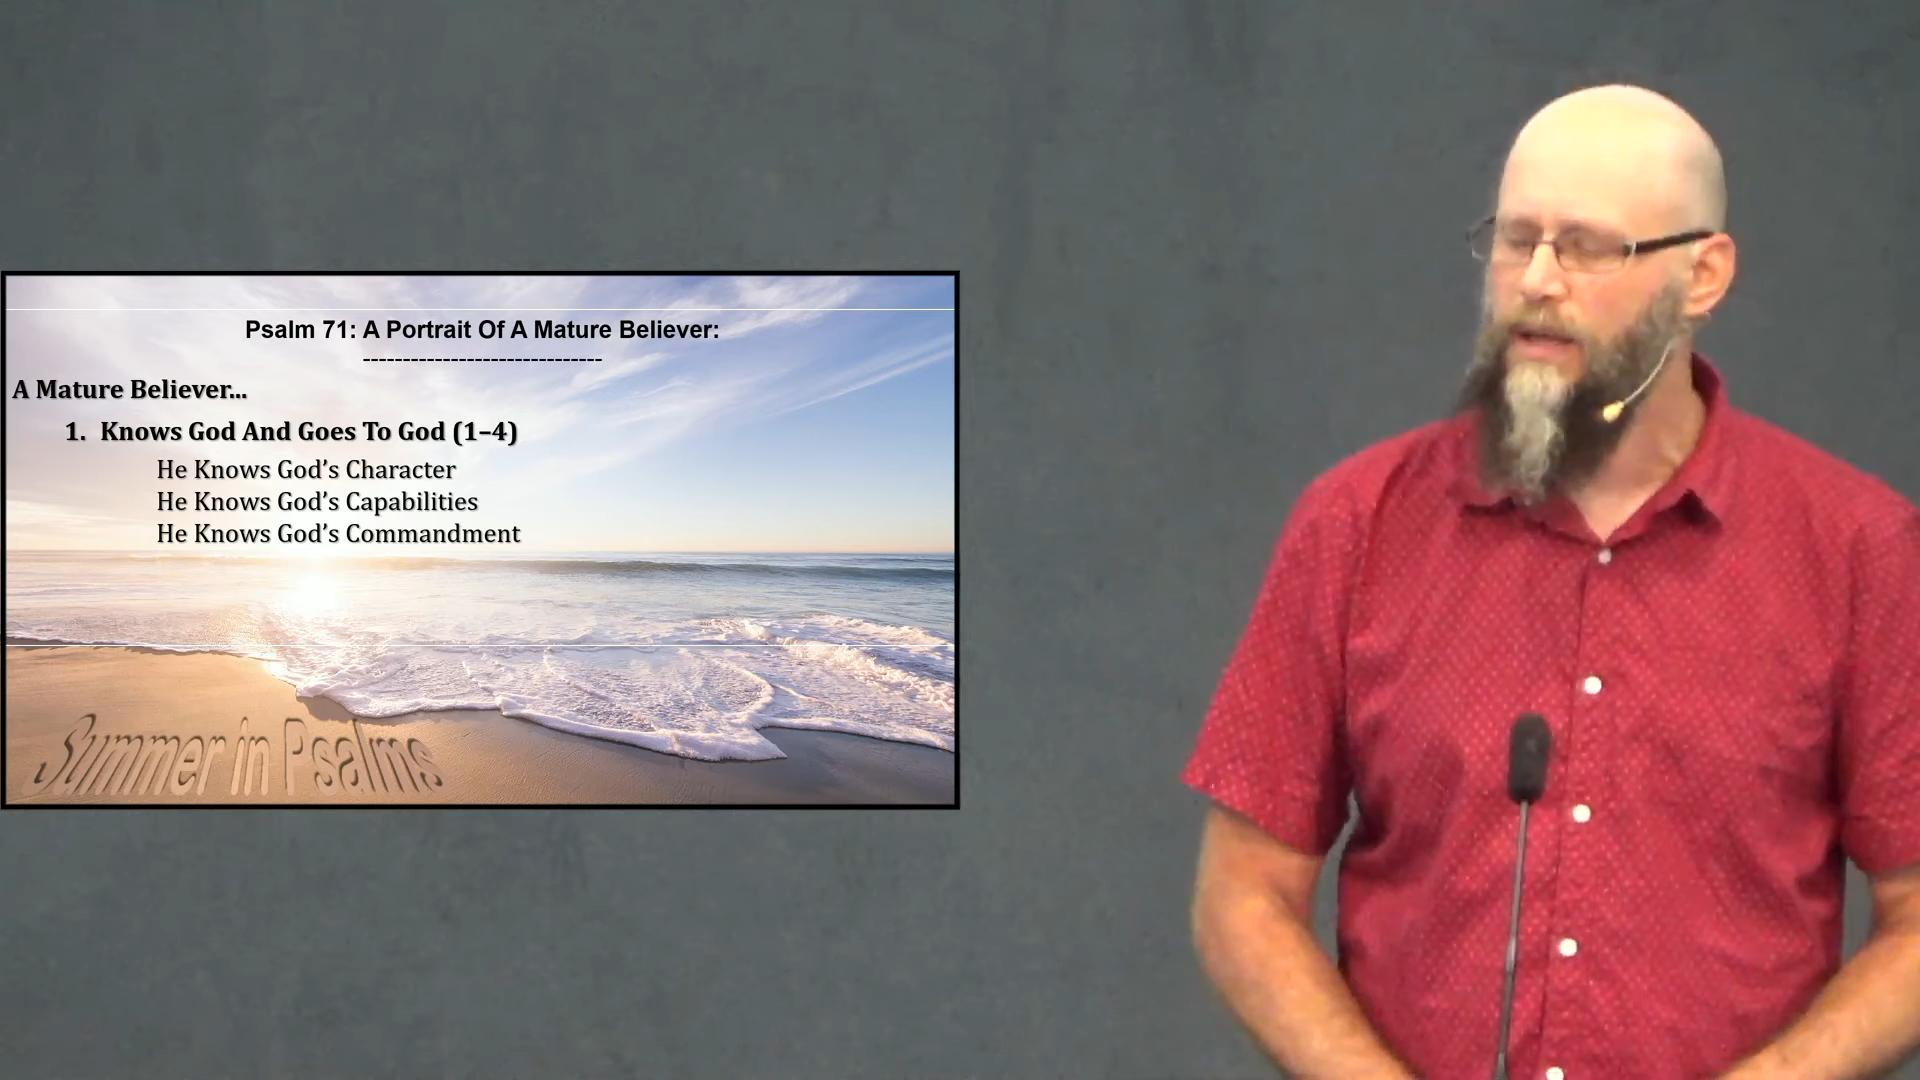 Psalm 71: A Portrait Of A Mature Believer:
------------------------------
A Mature Believer...
1. Knows God And Goes To God (1–4)
He Knows God’s Character
He Knows God’s Capabilities
He Knows God’s Commandment
Summer in Psalms